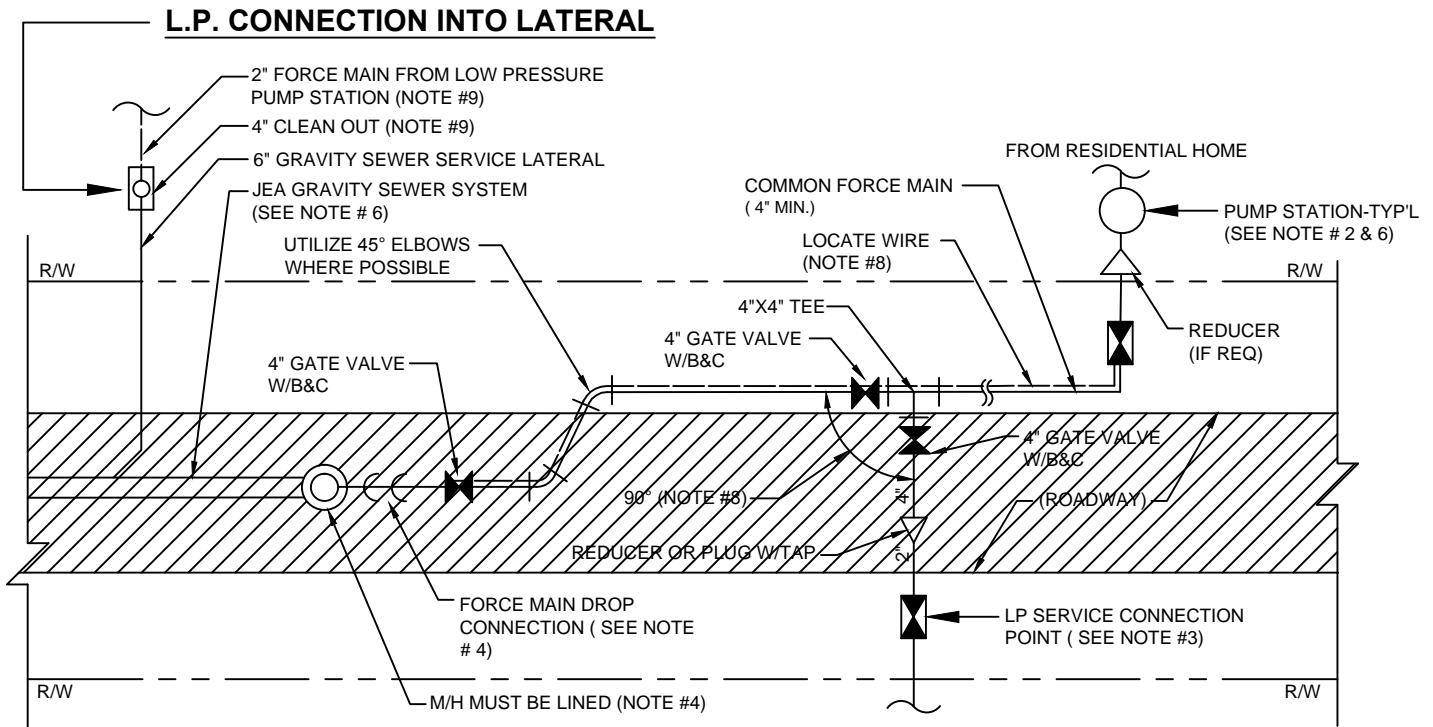 L.P. CONNECTION INTO LATERAL
2" FORCE MAIN FROM LOW PRESSURE
PUMP STATION (NOTE #9)
4" CLEAN OUT (NOTE #9)
6" GRAVITY SEWER SERVICE LATERAL
JEA GRAVITY SEWER SYSTEM
(SEE NOTE # 6)
UTILIZE 45° ELBOWS
WHERE POSSIBLE
FROM RESIDENTIAL HOME
COMMON FORCE MAIN
( 4" MIN.)
PUMP STATION-TYP'L
(SEE NOTE # 2 & 6)
LOCATE WIRE
(NOTE #8)
R/W
R/W
4"X4" TEE
4" GATE VALVE
W/B&C
REDUCER
(IF REQ)
4" GATE VALVE
W/B&C
4" GATE VALVE
W/B&C
90° (NOTE #8)
4"
(ROADWAY)
REDUCER OR PLUG W/TAP
2"
FORCE MAIN DROP
CONNECTION ( SEE NOTE
# 4)
LP SERVICE CONNECTION
POINT ( SEE NOTE #3)
R/W
M/H MUST BE LINED (NOTE #4)
R/W